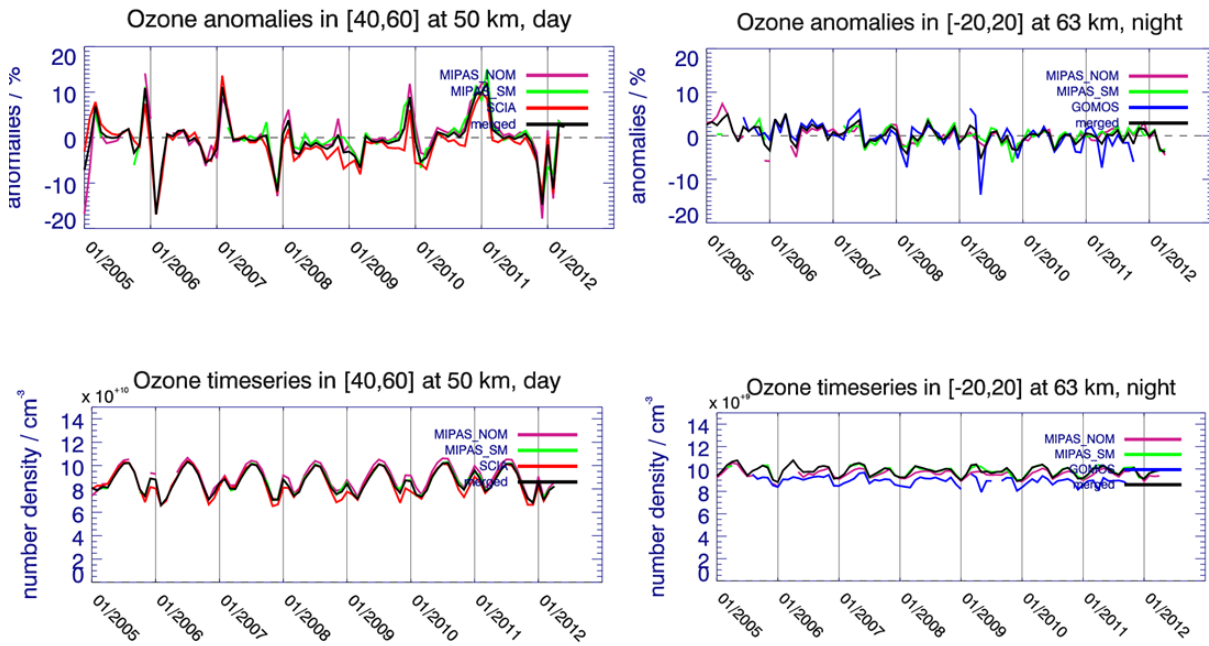 Ozone anomalies in [40,60] at 50 km, day
anomalies / %
20
10
0
-10
-20
MIPAS_NOM
MIPAS_SM
SCIA
merged
01/2005
01/2006
01/2007
01/2008
01/2009
01/2010
01/2011
01/2012
Ozone anomalies in [-20,20] at 63 km, night
anomalies / %
20
10
0
-10
-20
MIPAS_NOM
MIPAS_SM
GOMOS
merged
01/2005
01/2006
01/2007
01/2008
01/2009
01/2010
01/2011
01/2012
Ozone timeseries in [40,60] at 50 km, day
x 10+10
number density / cm-3
14
12
10
8
6
4
2
0
MIPAS_NOM
MIPAS_SM
SCIA
merged
01/2005
01/2006
01/2007
01/2008
01/2009
01/2010
01/2011
01/2012
Ozone timeseries in [-20,20] at 63 km, night
x 10+9
number density / cm-3
14
12
10
8
6
4
2
0
MIPAS_NOM
MIPAS_SM
GOMOS
merged
01/2005
01/2006
01/2007
01/2008
01/2009
01/2010
01/2011
01/2012